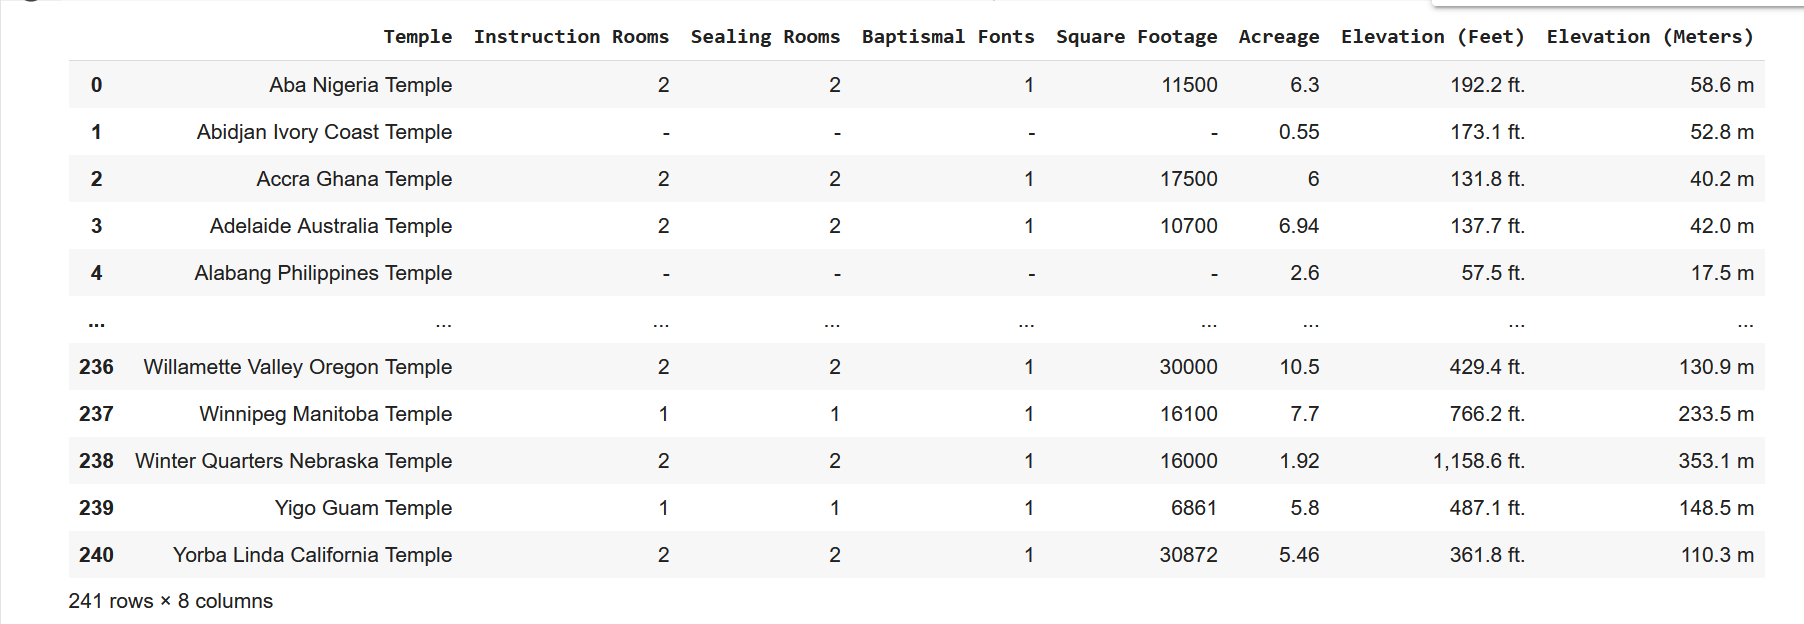 Temple Instruction Rooms Sealing Rooms Baptismal Fonts Square Footage Acreage Elevation (Feet) Elevation (Meters)
0 Aba Nigeria Temple 2 2 1 11500 6.3 192.2 ft. 58.6 m
1 Abidjan Ivory Coast Temple - - - - 0.55 173.1 ft. 52.8 m
2 Accra Ghana Temple 2 2 1 17500 6 131.8 ft. 40.2 m
3 Adelaide Australia Temple 2 2 1 10700 6.94 137.7 ft. 42.0 m
4 Alabang Philippines Temple - - - - 2.6 57.5 ft. 17.5 m
... ... ... ... ... ... ... ... ...
236 Willamette Valley Oregon Temple 2 2 1 30000 10.5 429.4 ft. 130.9 m
237 Winnipeg Manitoba Temple 1 1 1 16100 7.7 766.2 ft. 233.5 m
238 Winter Quarters Nebraska Temple 2 2 1 16000 1.92 1,158.6 ft. 353.1 m
239 Yigo Guam Temple 1 1 1 6861 5.8 487.1 ft. 148.5 m
240 Yorba Linda California Temple 2 2 1 30872 5.46 361.8 ft. 110.3 m
241 rows × 8 columns